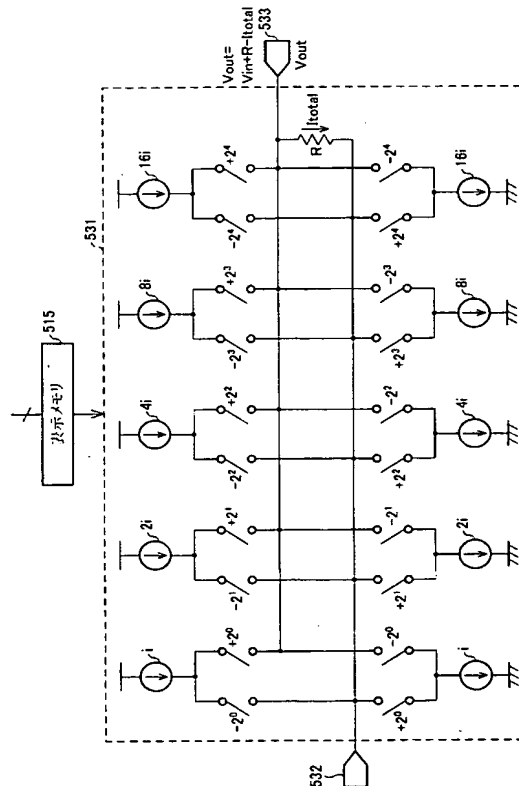 515
表示メモリ
531
i
2i
4i
8i
16i
-2⁰
+2⁰
-2¹
+2¹
-2²
+2²
-2³
+2³
-2⁴
+2⁴
Vout=
Vin+R-Itotal
533
Vout
R
Itotal
532
+2⁰
-2⁰
+2¹
-2¹
+2²
-2²
+2³
-2³
+2⁴
-2⁴
i
2i
4i
8i
16i